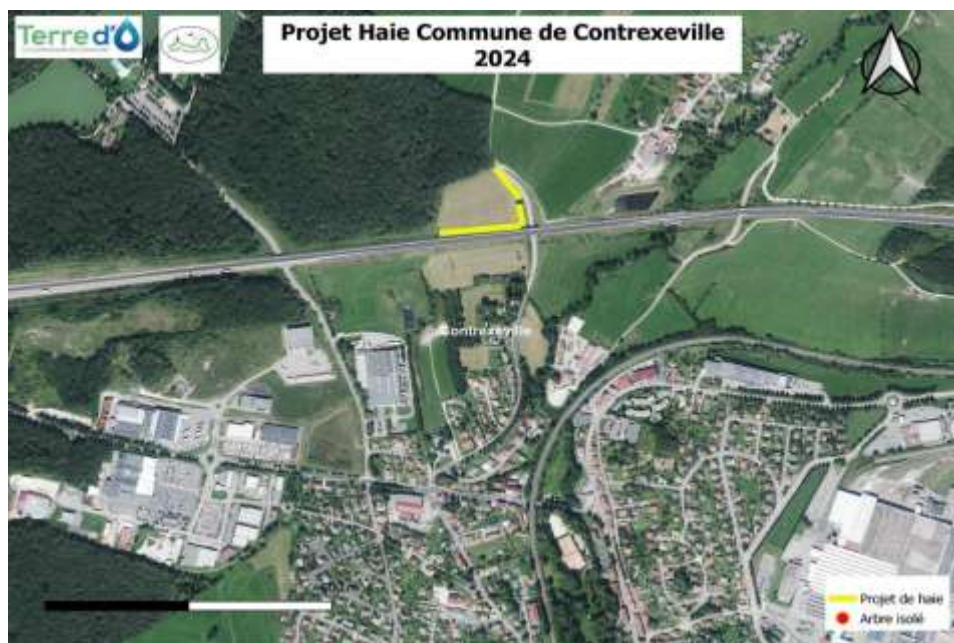 Terre d'
Projet Haie Commune de Contrexeville
2024
Contrexeville
Projet de haie
Arbre isolé